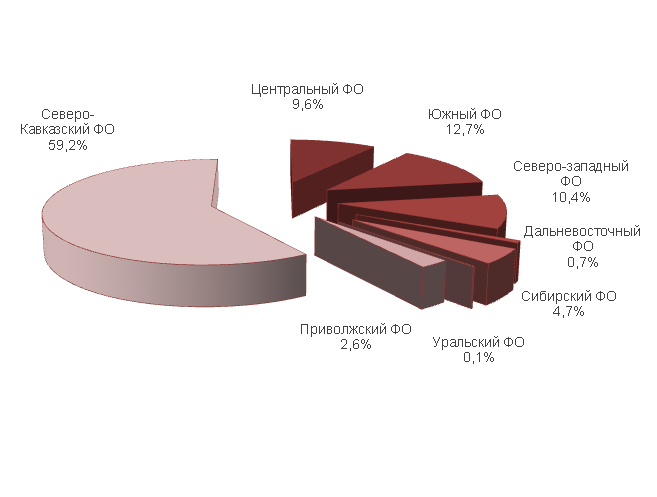 Центральный ФО
9,6%
Южный ФО
12,7%
Северо-западный
ФО
10,4%
Дальневосточный
ФО
0,7%
Сибирский ФО
4,7%
Уральский ФО
0,1%
Приволжский ФО
2,6%
Северо-
Кавказский ФО
59,2%